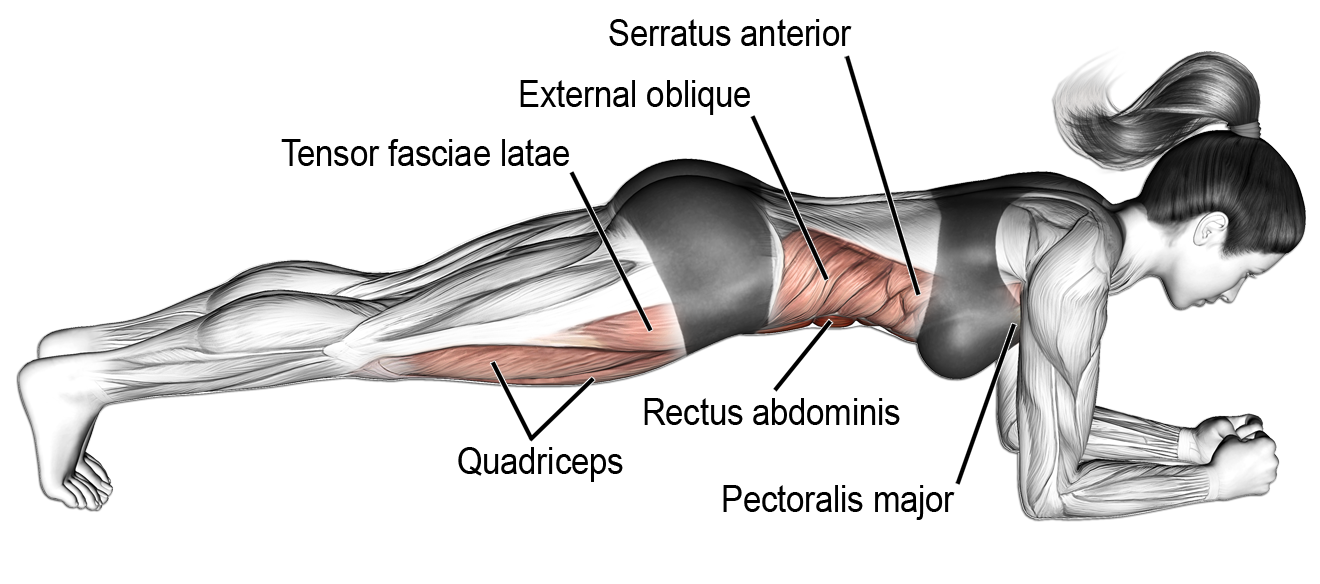 Serratus anterior
External oblique
Tensor fasciae latae
Rectus abdominis
Quadriceps
Pectoralis major